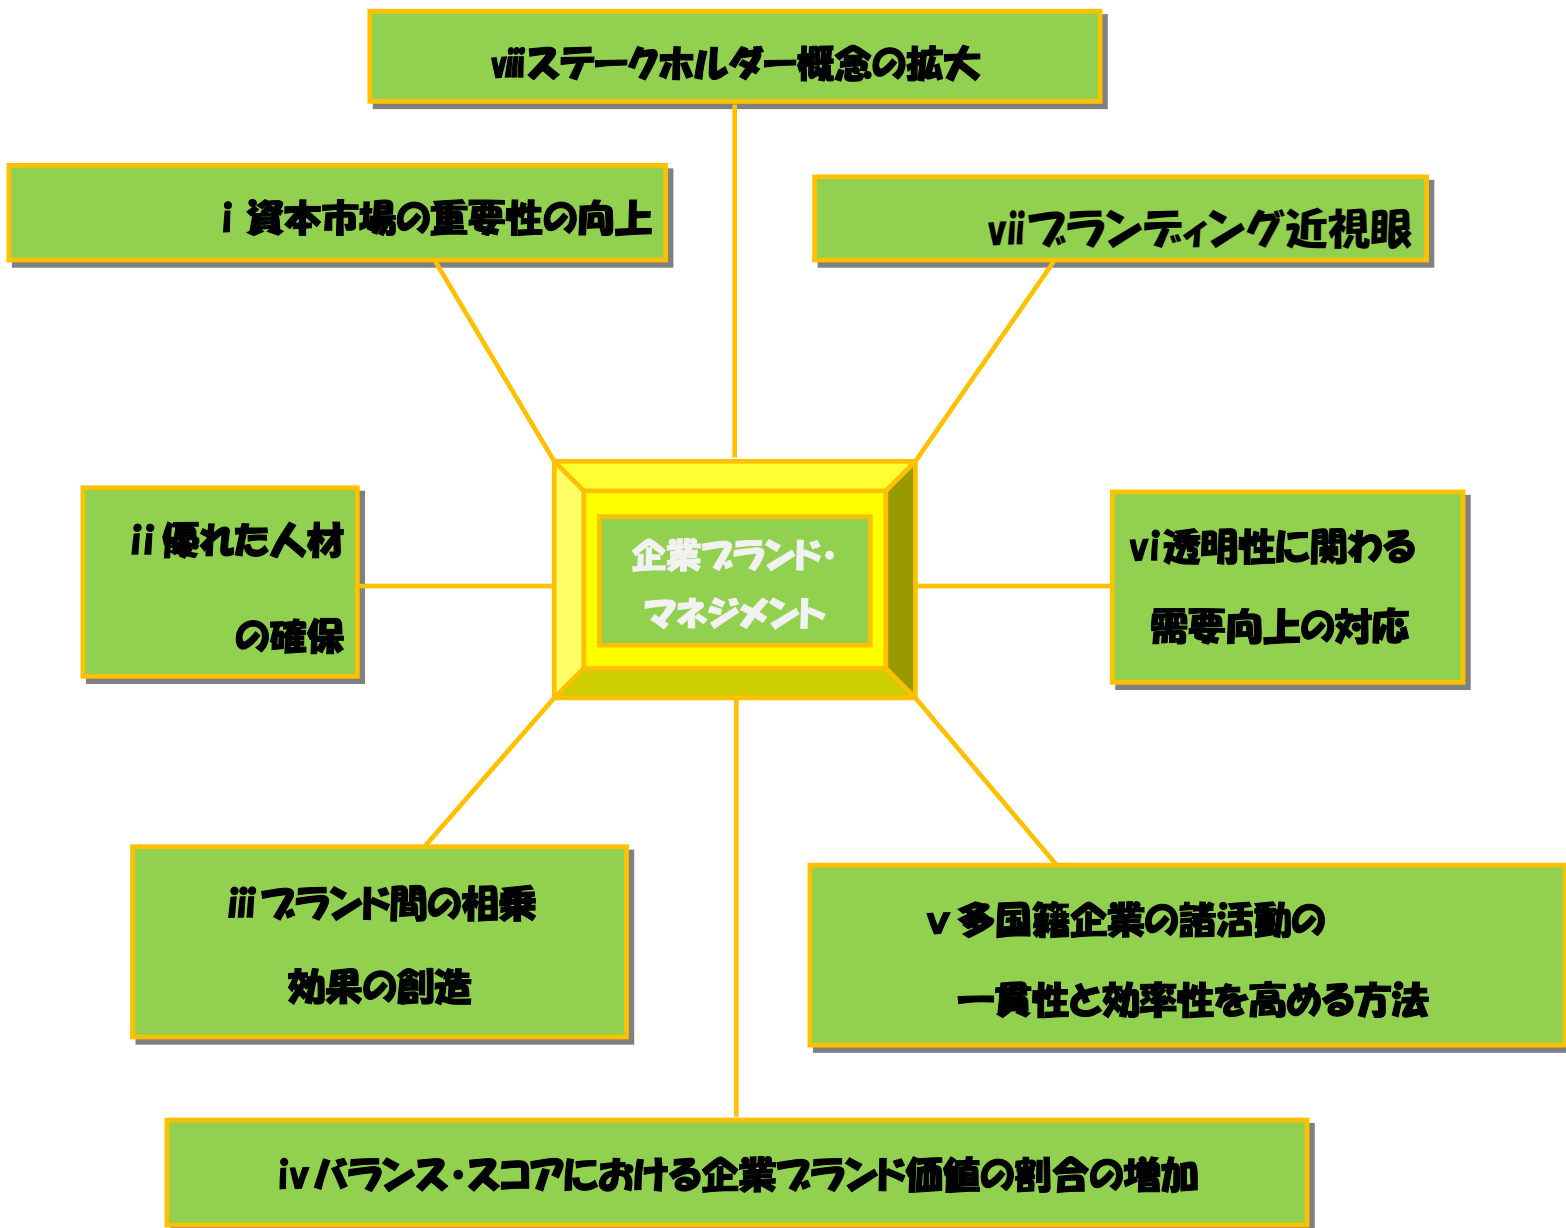 ⅷステークホルダー概念の拡大
ⅰ 資本市場の重要性の向上
ⅶブランディング近視眼
ⅱ優れた人材
の確保
企業ブランド・
マネジメント
ⅵ透明性に関わる
需要向上の対応
ⅲブランド間の相乗
効果の創造
ⅴ多国籍企業の諸活動の
一貫性と効率性を高める方法
ⅳバランス・スコアにおける企業ブランド価値の割合の増加